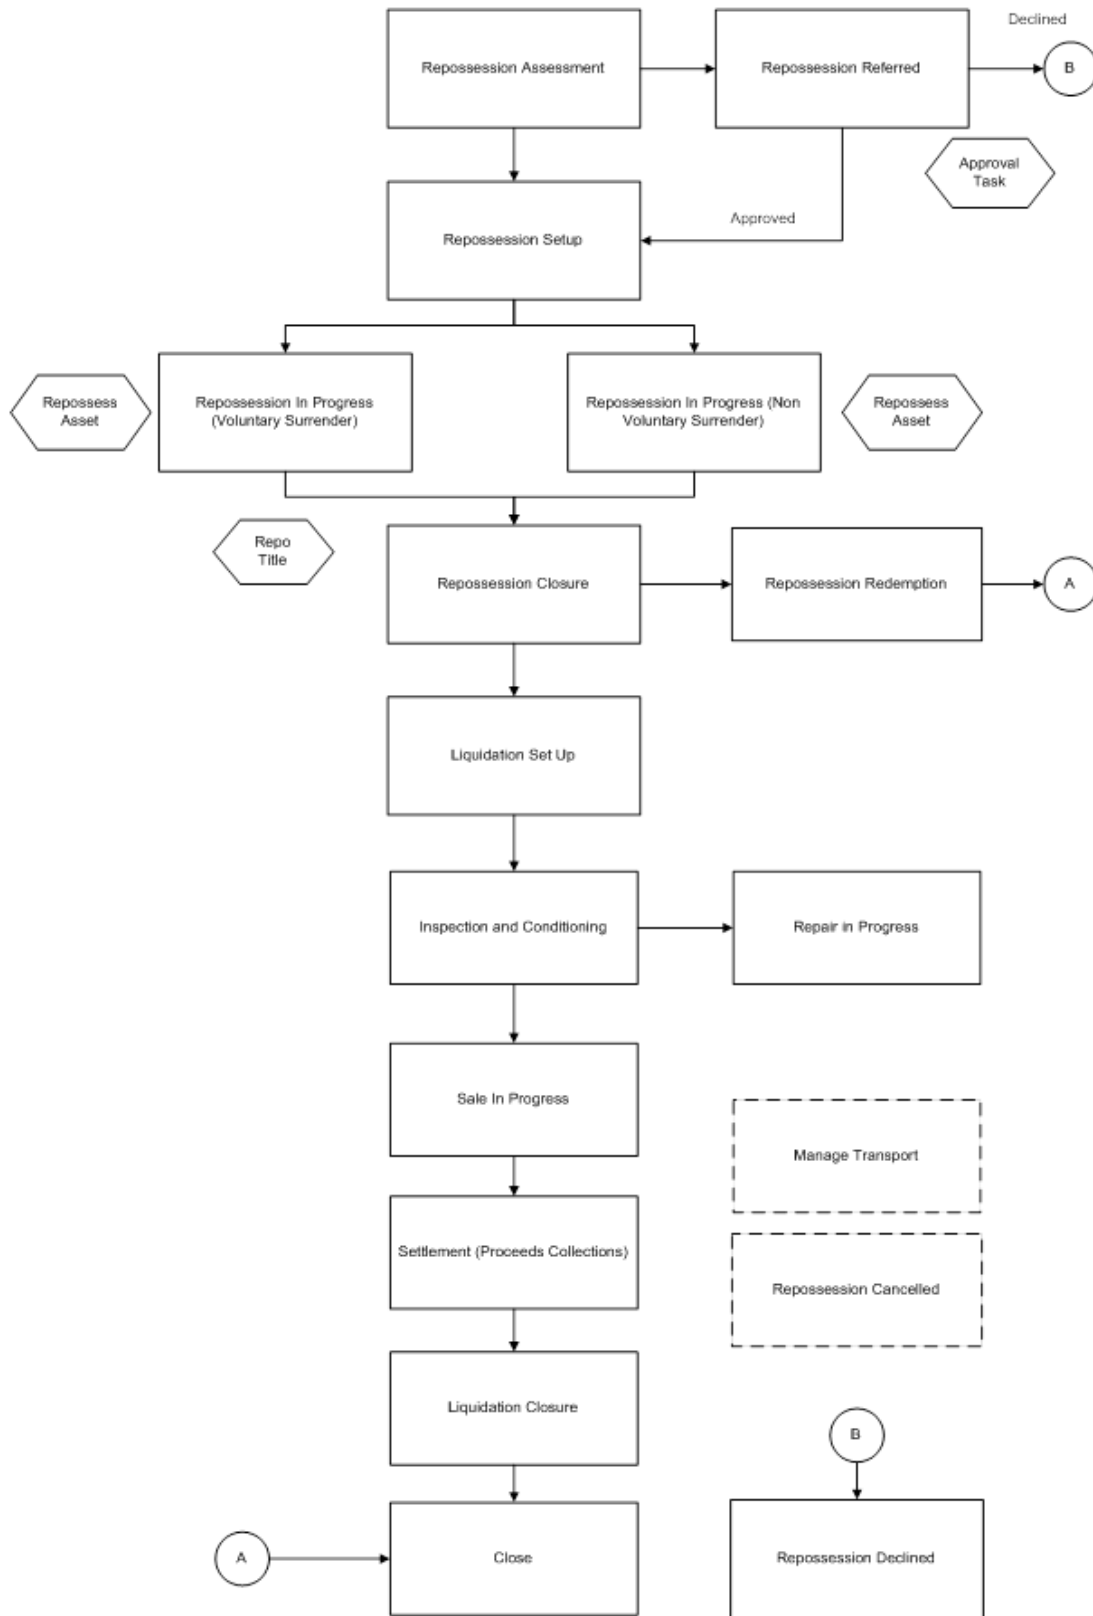 Declined
Repossession Assessment
Repossession Referred
B
Approval
Task
Approved
Repossession Setup
Repossess
Asset
Repossession In Progress
(Voluntary Surrender)
Repossession In Progress (Non
Voluntary Surrender)
Repossess
Asset
Repo
Title
Repossession Closure
Repossession Redemption
A
Liquidation Set Up
Inspection and Conditioning
Repair in Progress
Sale In Progress
Manage Transport
Settlement (Proceeds Collections)
Repossession Cancelled
Liquidation Closure
B
A
Close
Repossession Declined